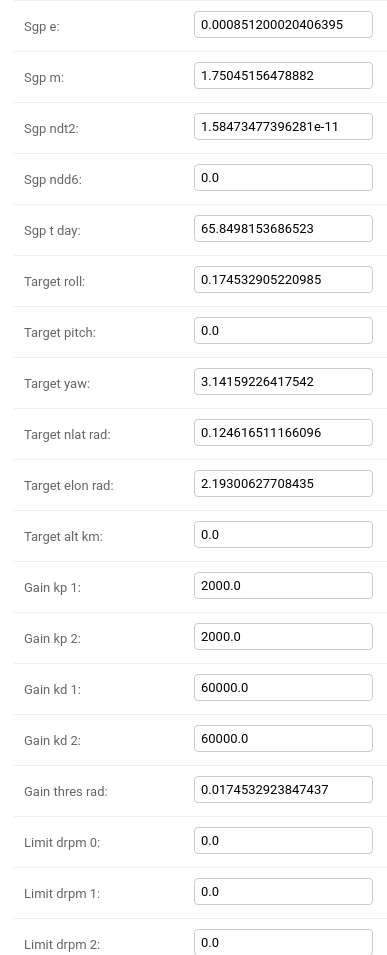 Sgp e: 0.000851200020406395
Sgp m: 1.75045156478882
Sgp ndt2: 1.58473477396281e-11
Sgp ndd6: 0.0
Sgp t day: 65.8498153686523
Target roll: 0.174532905220985
Target pitch: 0.0
Target yaw: 3.14159226417542
Target nlat rad: 0.124616511166096
Target elon rad: 2.19300627708435
Target alt km: 0.0
Gain kp 1: 2000.0
Gain kp 2: 2000.0
Gain kd 1: 60000.0
Gain kd 2: 60000.0
Gain thres rad: 0.0174532923847437
Limit drpm 0: 0.0
Limit drpm 1: 0.0
Limit drpm 2: 0.0